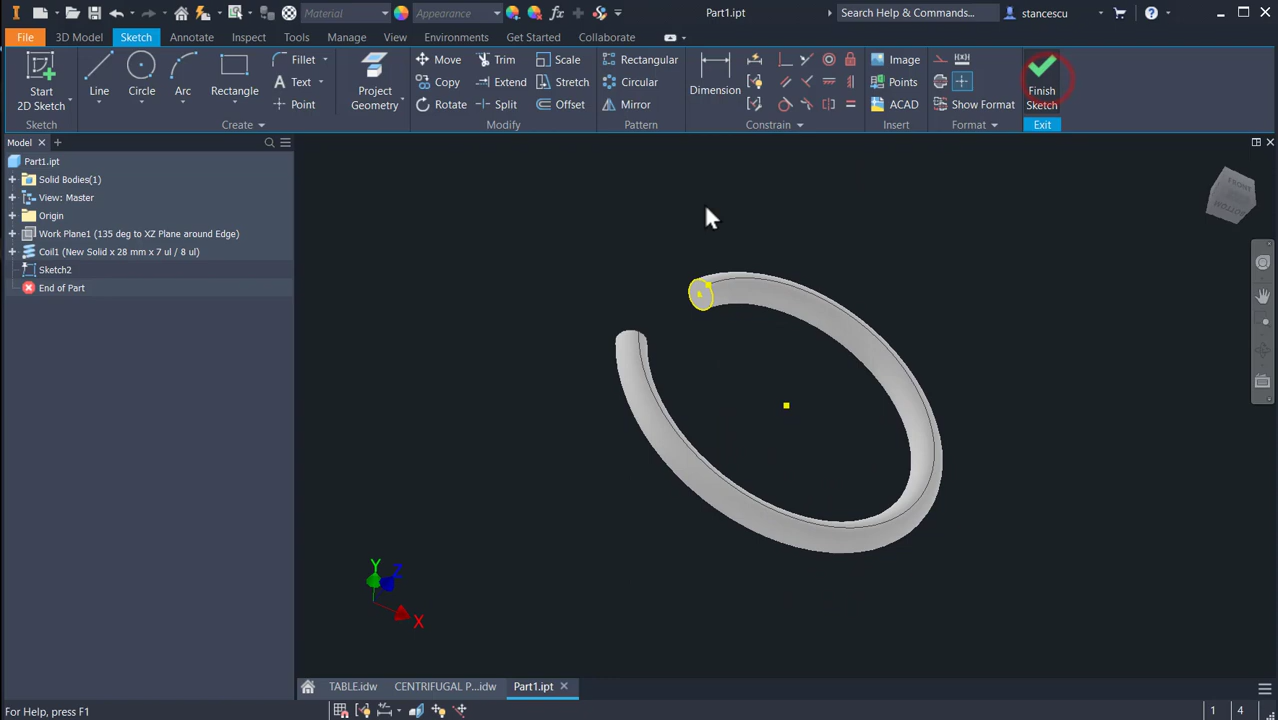 Material
Appearance
fx
Part1.ipt
Search Help & Commands...
stancescu
File
3D Model
Sketch
Annotate
Inspect
Tools
Manage
View
Environments
Get Started
Collaborate
Start
2D Sketch
Line
Circle
Arc
Rectangle
Fillet
Text
Point
Project
Geometry
Move
Trim
Scale
Copy
Extend
Stretch
Rotate
Split
Offset
Rectangular
Circular
Mirror
Dimension
Image
Points
ACAD
Show Format
Finish
Sketch
Sketch
Create
Modify
Pattern
Constrain
Insert
Format
Exit
Model
Part1.ipt
Solid Bodies(1)
View: Master
Origin
Work Plane1 (135 deg to XZ Plane around Edge)
Coil1 (New Solid x 28 mm x 7 ul / 8 ul)
Sketch2
End of Part
FRONT
BOTTOM
Y
Z
X
TABLE.idw
CENTRIFUGAL P...idw
Part1.ipt
For Help, press F1
1
4